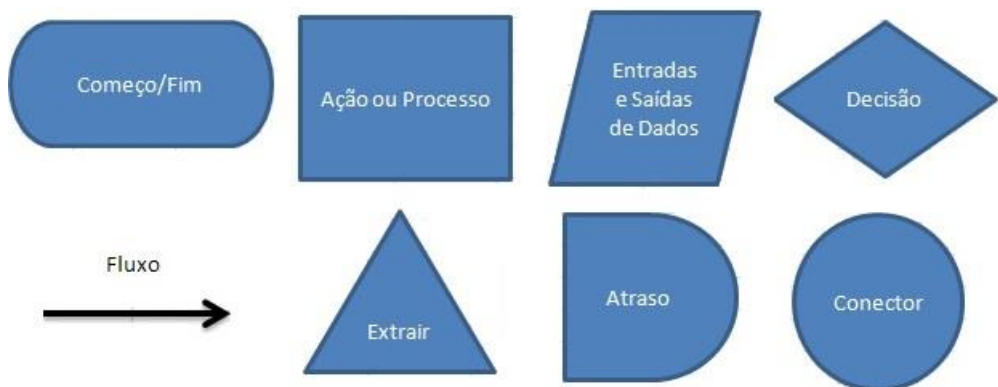 Começo/Fim
Ação ou Processo
Entradas
e Saídas
de Dados
Decisão
Fluxo
Extrair
Atraso
Conector